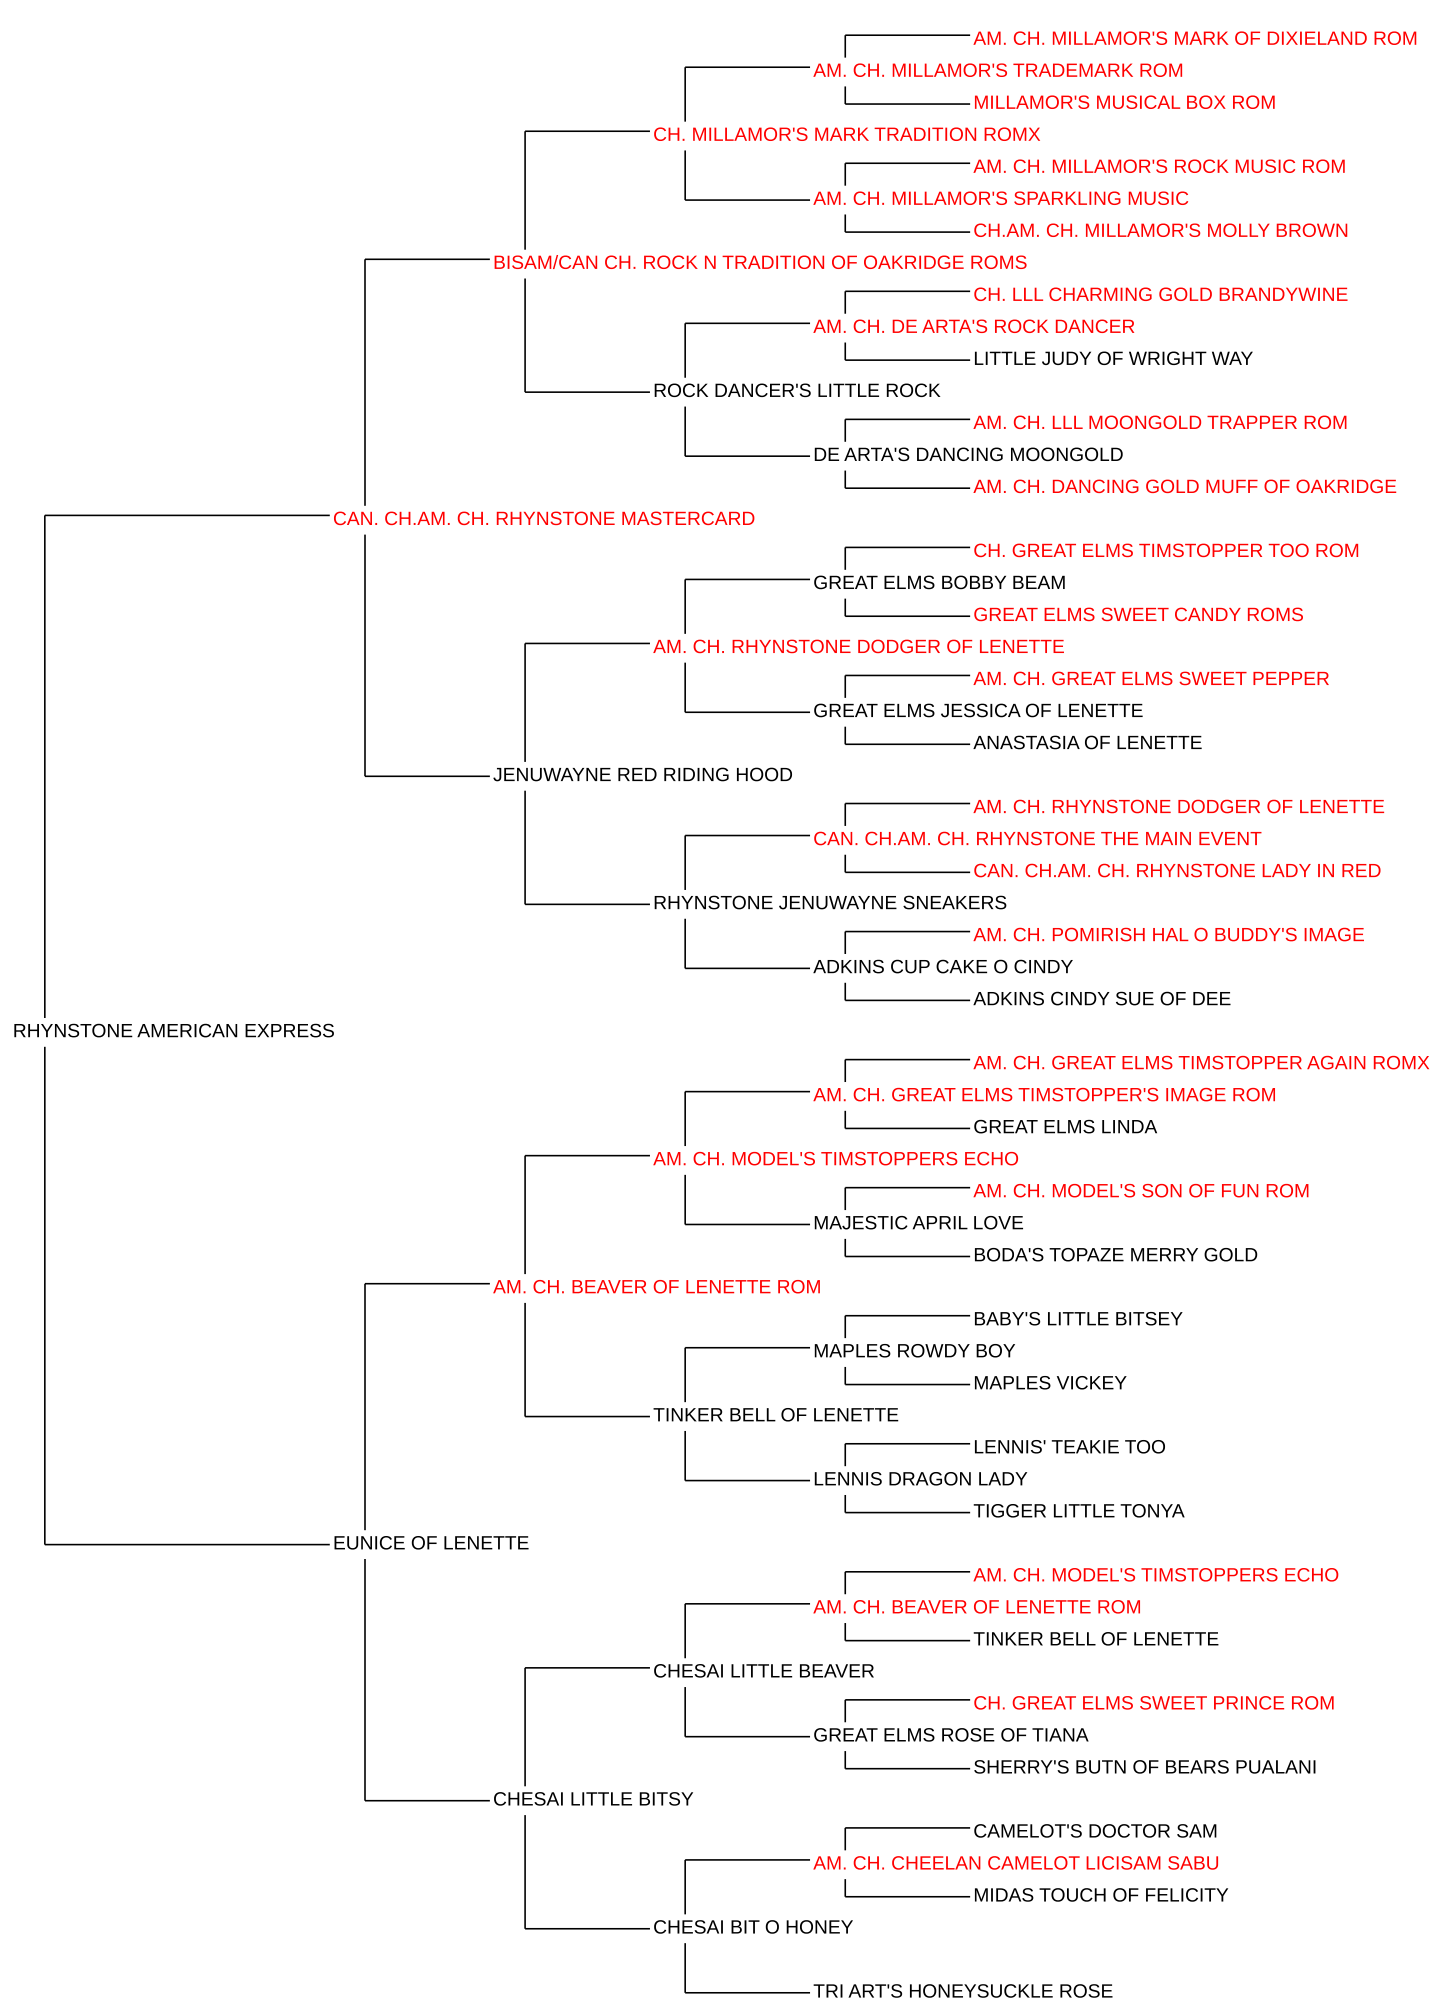 AM. CH. MILLAMOR'S MARK OF DIXIELAND ROM
AM. CH. MILLAMOR'S TRADEMARK ROM
MILLAMOR'S MUSICAL BOX ROM
CH. MILLAMOR'S MARK TRADITION ROMX
AM. CH. MILLAMOR'S ROCK MUSIC ROM
AM. CH. MILLAMOR'S SPARKLING MUSIC
CH.AM. CH. MILLAMOR'S MOLLY BROWN
BISAM/CAN CH. ROCK N TRADITION OF OAKRIDGE ROMS
CH. LLL CHARMING GOLD BRANDYWINE
AM. CH. DE ARTA'S ROCK DANCER
LITTLE JUDY OF WRIGHT WAY
ROCK DANCER'S LITTLE ROCK
AM. CH. LLL MOONGOLD TRAPPER ROM
DE ARTA'S DANCING MOONGOLD
AM. CH. DANCING GOLD MUFF OF OAKRIDGE
CAN. CH.AM. CH. RHYNSTONE MASTERCARD
CH. GREAT ELMS TIMSTOPPER TOO ROM
GREAT ELMS BOBBY BEAM
GREAT ELMS SWEET CANDY ROMS
AM. CH. RHYNSTONE DODGER OF LENETTE
AM. CH. GREAT ELMS SWEET PEPPER
GREAT ELMS JESSICA OF LENETTE
ANASTASIA OF LENETTE
JENUWAYNE RED RIDING HOOD
AM. CH. RHYNSTONE DODGER OF LENETTE
CAN. CH.AM. CH. RHYNSTONE THE MAIN EVENT
CAN. CH.AM. CH. RHYNSTONE LADY IN RED
RHYNSTONE JENUWAYNE SNEAKERS
AM. CH. POMIRISH HAL O BUDDY'S IMAGE
ADKINS CUP CAKE O CINDY
ADKINS CINDY SUE OF DEE
RHYNSTONE AMERICAN EXPRESS
AM. CH. GREAT ELMS TIMSTOPPER AGAIN ROMX
AM. CH. GREAT ELMS TIMSTOPPER'S IMAGE ROM
GREAT ELMS LINDA
AM. CH. MODEL'S TIMSTOPPERS ECHO
AM. CH. MODEL'S SON OF FUN ROM
MAJESTIC APRIL LOVE
BODA'S TOPAZE MERRY GOLD
AM. CH. BEAVER OF LENETTE ROM
BABY'S LITTLE BITSEY
MAPLES ROWDY BOY
MAPLES VICKEY
TINKER BELL OF LENETTE
LENNIS' TEAKIE TOO
LENNIS DRAGON LADY
TIGGER LITTLE TONYA
EUNICE OF LENETTE
AM. CH. MODEL'S TIMSTOPPERS ECHO
AM. CH. BEAVER OF LENETTE ROM
TINKER BELL OF LENETTE
CHESAI LITTLE BEAVER
CH. GREAT ELMS SWEET PRINCE ROM
GREAT ELMS ROSE OF TIANA
SHERRY'S BUTN OF BEARS PUALANI
CHESAI LITTLE BITSY
CAMELOT'S DOCTOR SAM
AM. CH. CHEELAN CAMELOT LICISAM SABU
MIDAS TOUCH OF FELICITY
CHESAI BIT O HONEY
TRI ART'S HONEYSUCKLE ROSE